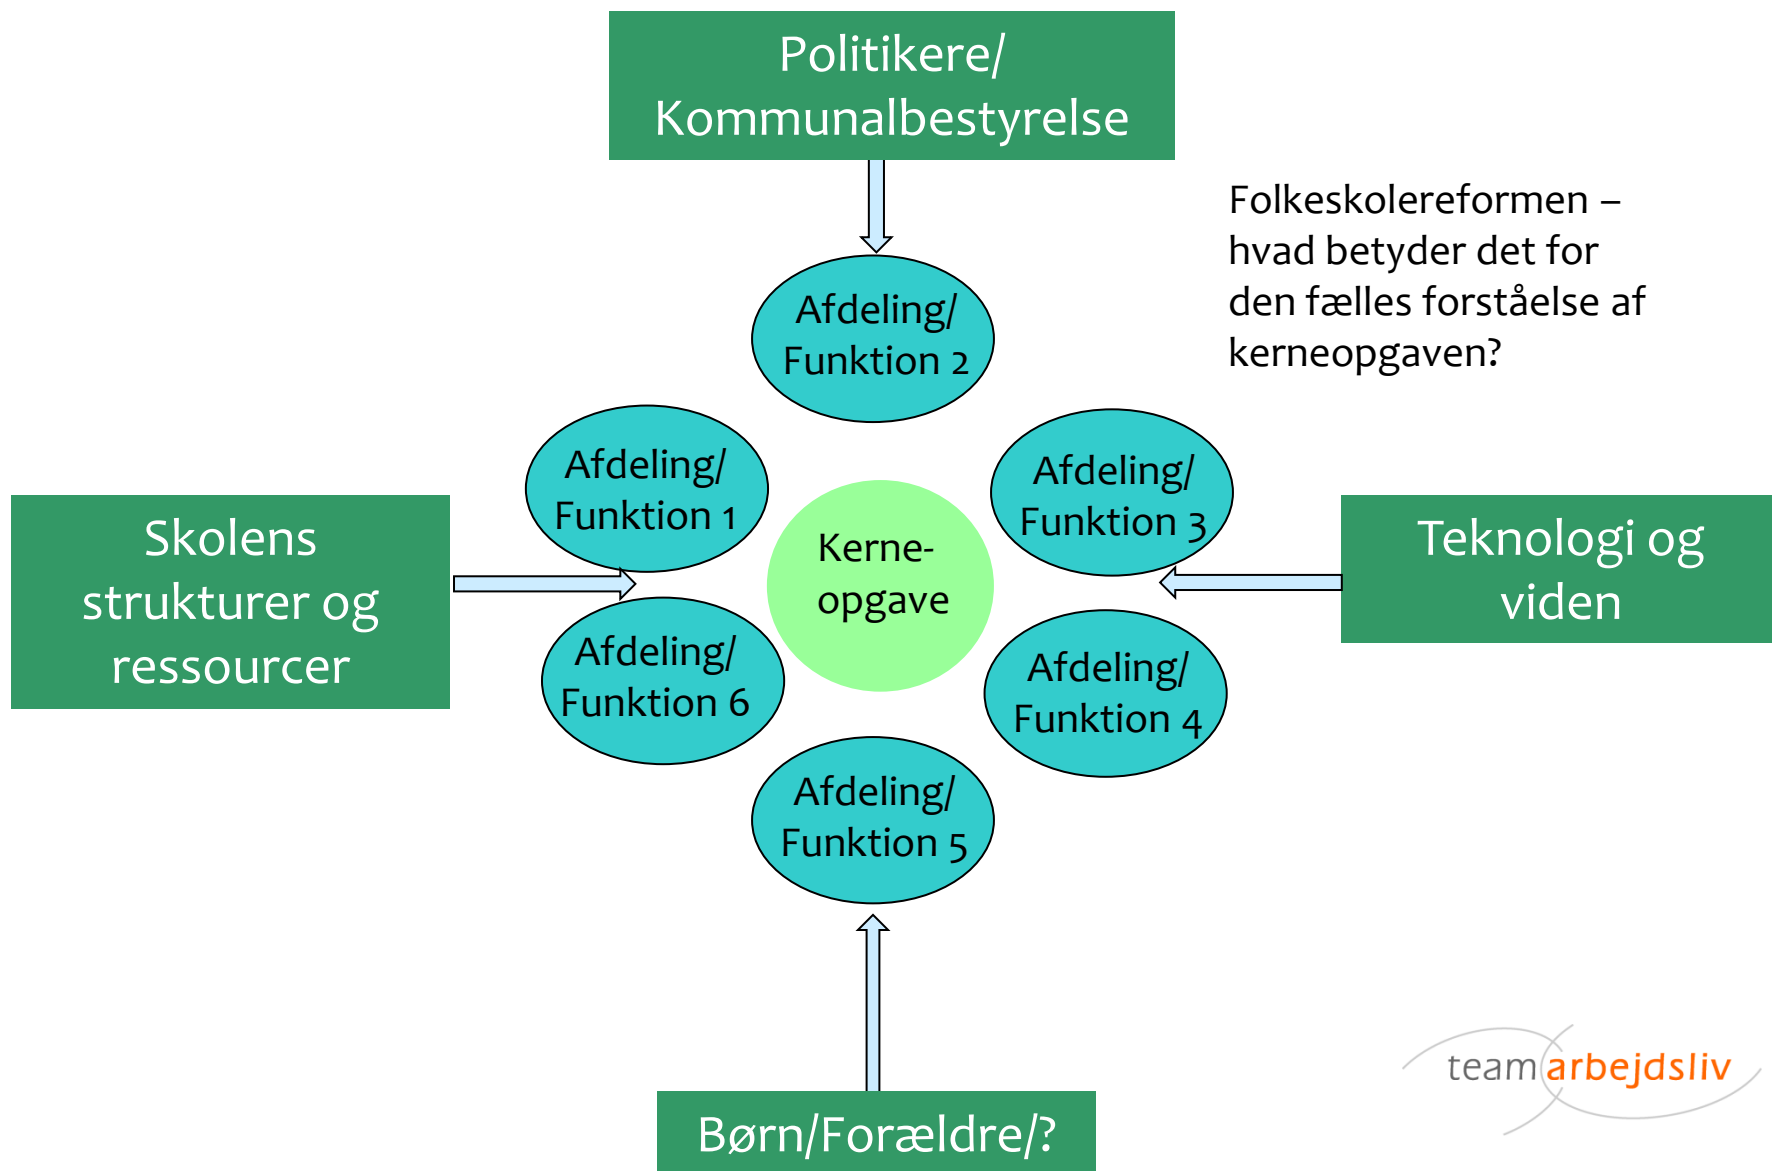 Politikere/
Kommunalbestyrelse
Folkeskolereformen –
hvad betyder det for
den fælles forståelse af
kerneopgaven?
Afdeling/
Funktion 2
Afdeling/
Funktion 1
Afdeling/
Funktion 3
Skolens
strukturer og
ressourcer
Kerne-
opgave
Teknologi og
viden
Afdeling/
Funktion 6
Afdeling/
Funktion 4
Afdeling/
Funktion 5
team arbejdsliv
Børn/Forældre/?